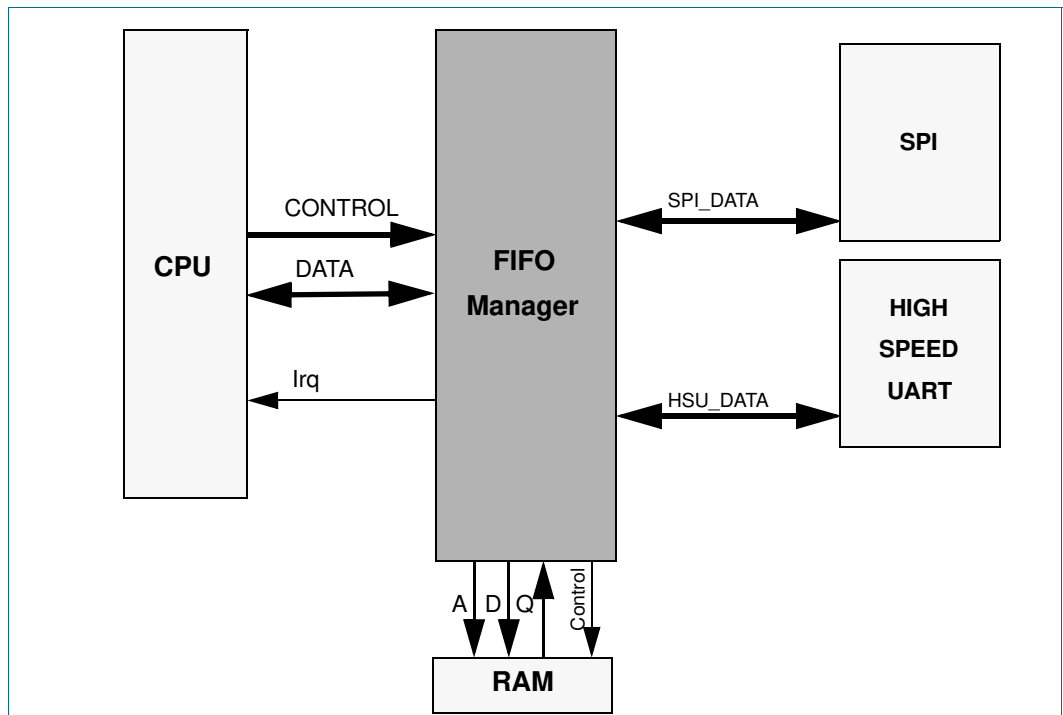 SPI
SPI_DATA
CONTROL
CPU
DATA
FIFO
Manager
HIGH
SPEED
UART
Irq
HSU_DATA
A
D
Q
Control
RAM